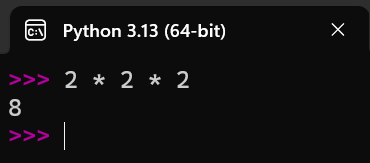 Python 3.13 (64-bit)
>>> 2 * 2 * 2
8
>>>